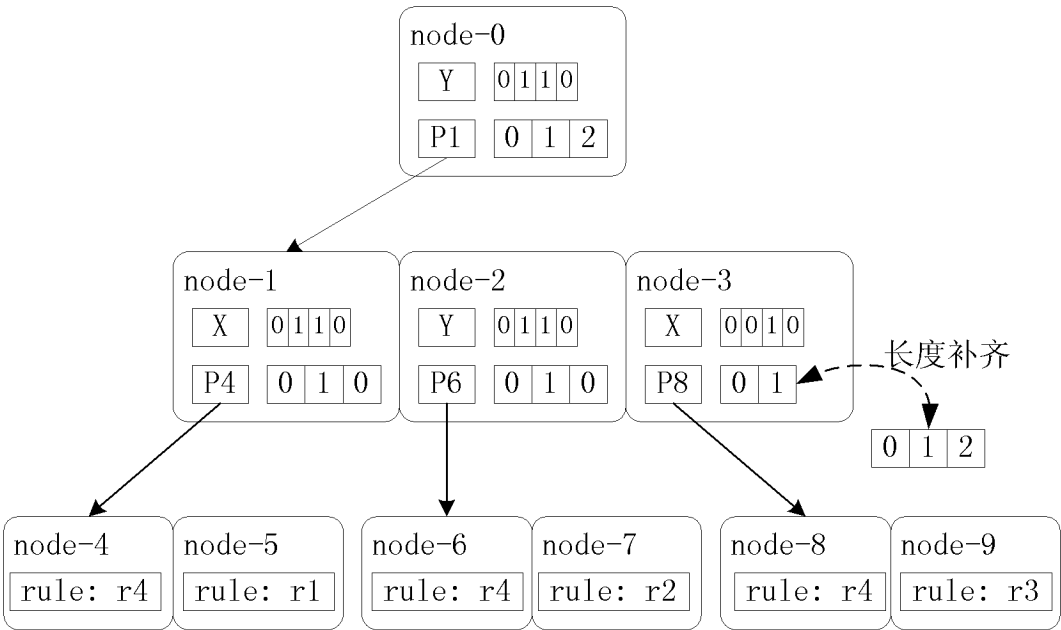 node-0
Y 0 1 1 0
P1 0 1 2
node-1 node-2 node-3
X 0 1 1 0 Y 0 1 1 0 X 0 0 1 0
P4 0 1 0 P6 0 1 0 P8 0 1
长度补齐
0 1 2
node-4 node-5 node-6 node-7 node-8 node-9
rule: r4 rule: r1 rule: r4 rule: r2 rule: r4 rule: r3